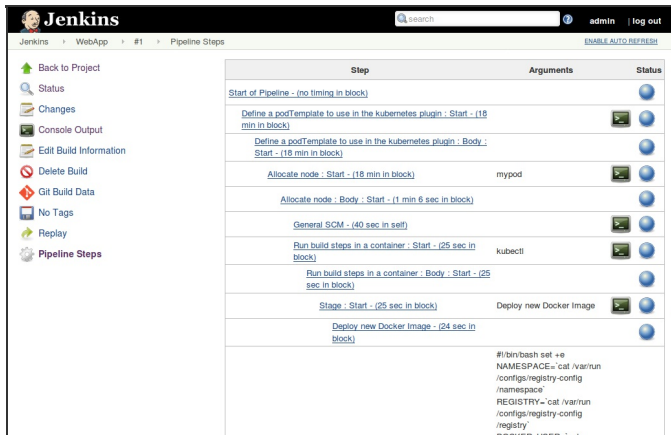 Jenkins
search
admin
| log out
Jenkins
WebApp
#1
Pipeline Steps
ENABLE AUTO REFRESH
Back to Project
Status
Changes
Console Output
Edit Build Information
Delete Build
Git Build Data
No Tags
Replay
Pipeline Steps
Step
Arguments
Status
Start of Pipeline - (no timing in block)
Define a podTemplate to use in the kubernetes plugin : Start - (18
min in block)
Define a podTemplate to use in the kubernetes plugin : Body :
Start - (18 min in block)
Allocate node : Start - (18 min in block)
mypod
Allocate node : Body : Start - (1 min 6 sec in block)
General SCM - (40 sec in self)
Run build steps in a container : Start - (25 sec in
block)
kubectl
Run build steps in a container : Body : Start - (25
sec in block)
Stage : Start - (25 sec in block)
Deploy new Docker Image
Deploy new Docker Image - (24 sec in
block)
#!/bin/bash set +e
NAMESPACE=`cat /var/run
/configs/registry-config
/namespace`
REGISTRY=`cat /var/run
/configs/registry-config
/registry`